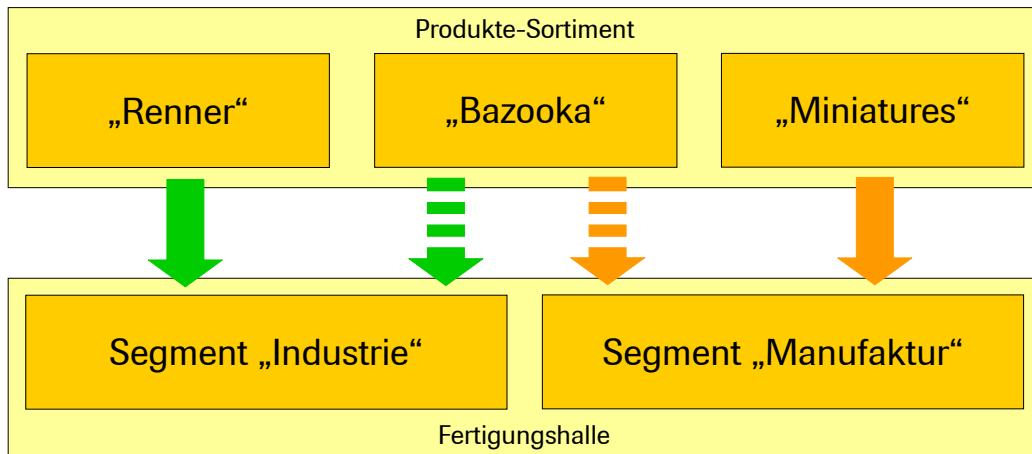 Produkte-Sortiment
„Renner“
„Bazooka“
„Miniatures“
Segment „Industrie“
Segment „Manufaktur“
Fertigungshalle